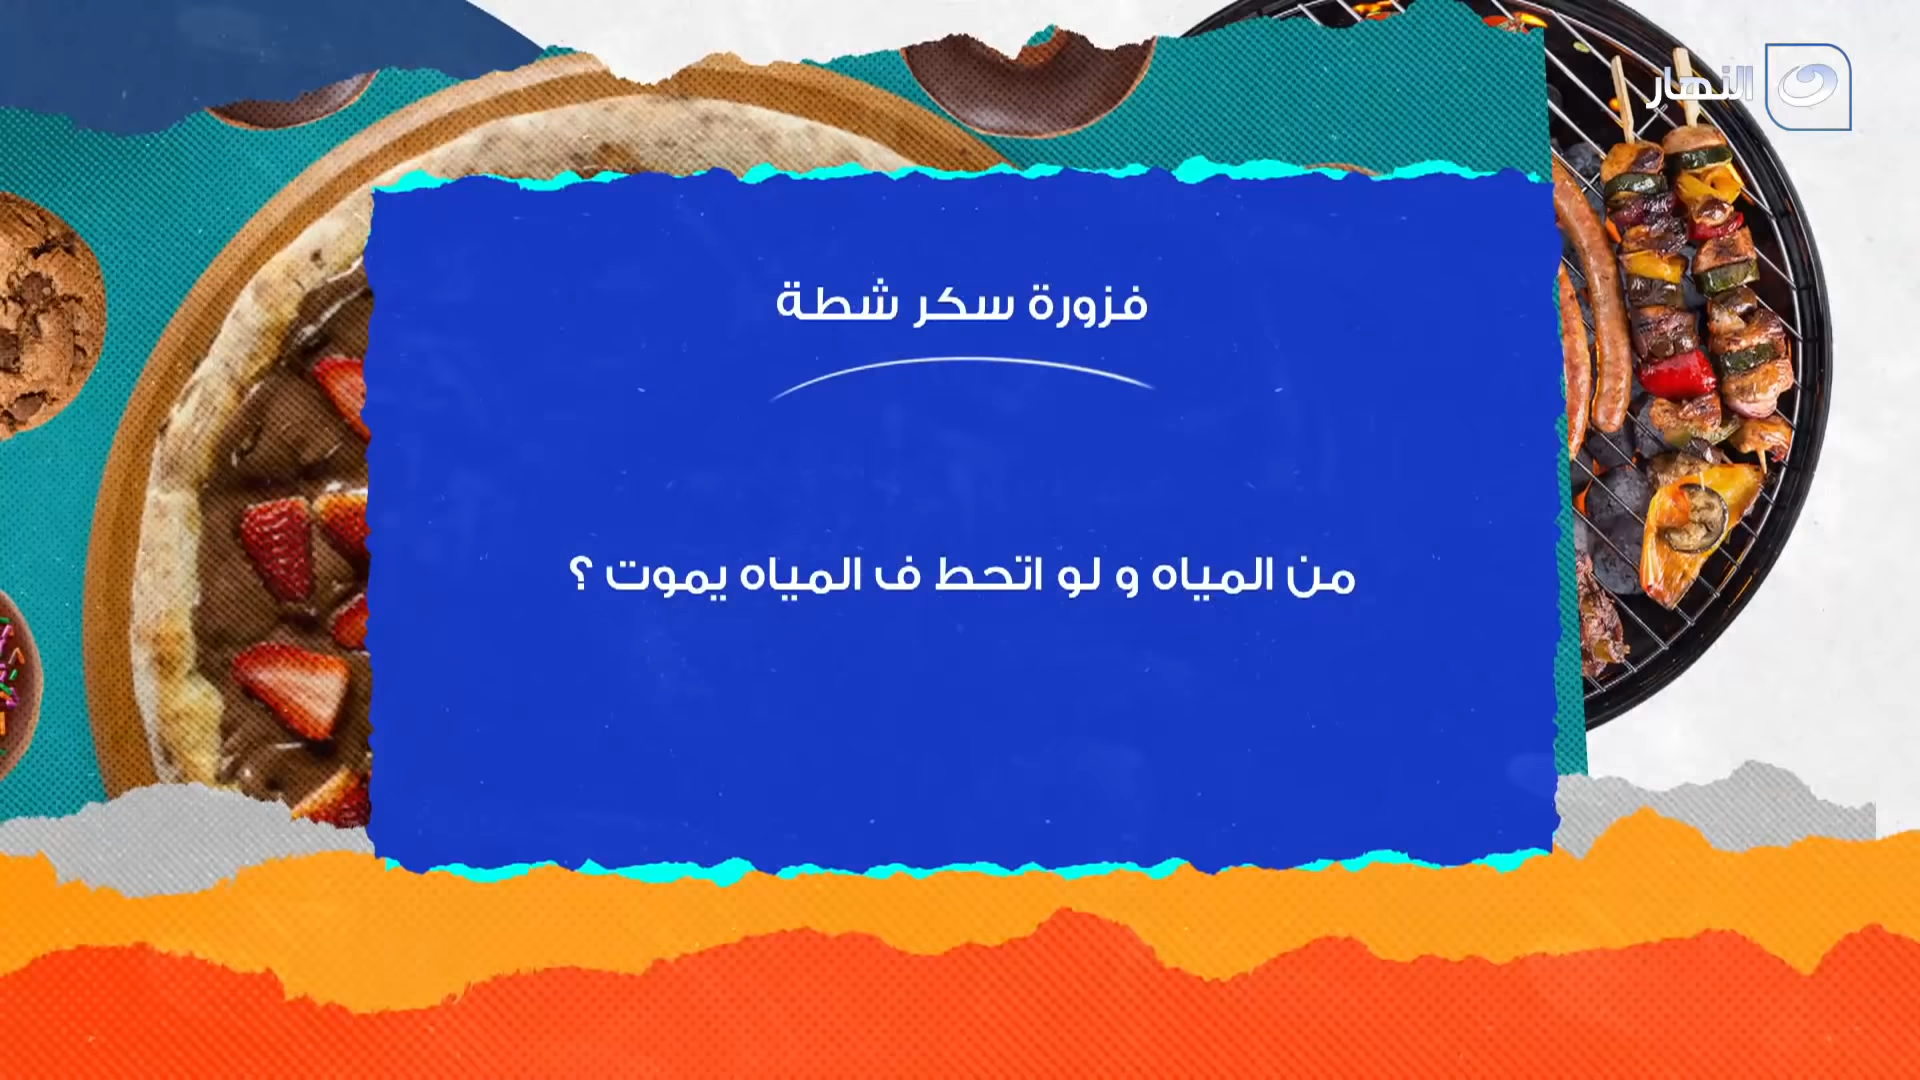 النهار
فزورة سكر شطة
من المياه و لو اتحط ف المياه يموت ؟